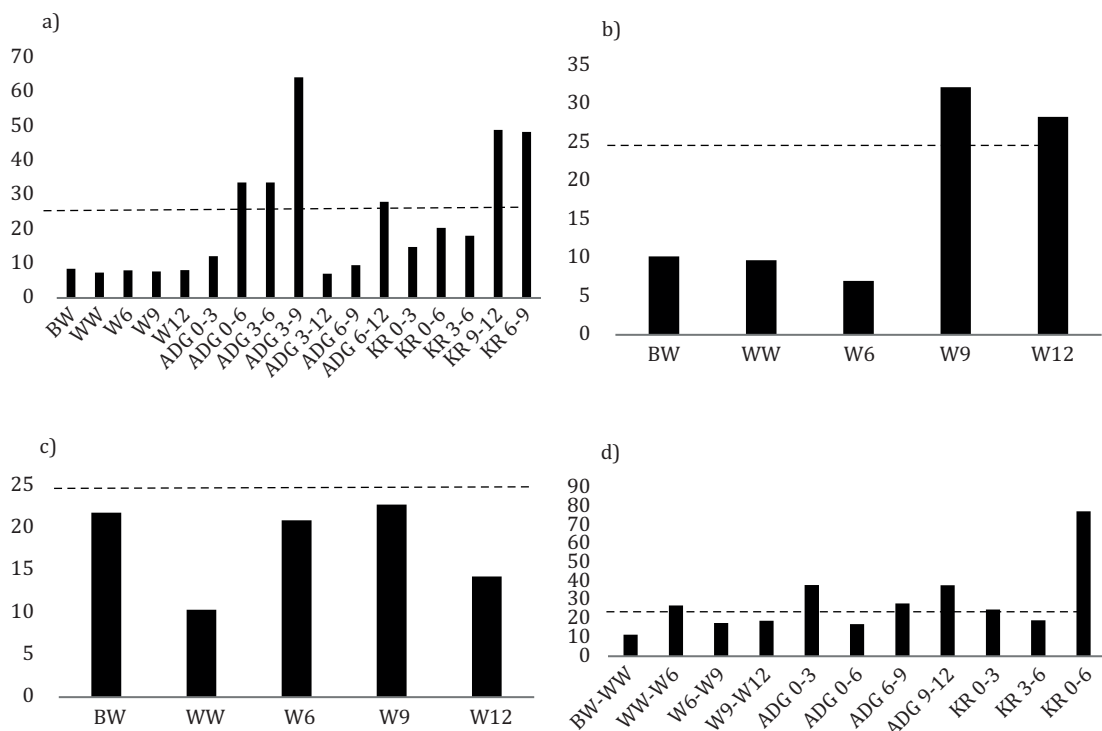 a)
70
60
50
40
30
20
10
0
BW
WW
W6
W9
W12
ADG 0-3
ADG 0-6
ADG 3-6
ADG 3-9
ADG 3-12
ADG 6-9
ADG 6-12
KR 0-3
KR 0-6
KR 3-6
KR 9-12
KR 6-9
b)
35
30
25
20
15
10
5
0
BW WW W6 W9 W12
c)
25
20
15
10
5
0
BW WW W6 W9 W12
d)
90
80
70
60
50
40
30
20
10
0
BW-WW
WW-W6
W6-W9
W9-W12
ADG 0-3
ADG 0-6
ADG 6-9
ADG 9-12
KR 0-3
KR 3-6
KR 0-6